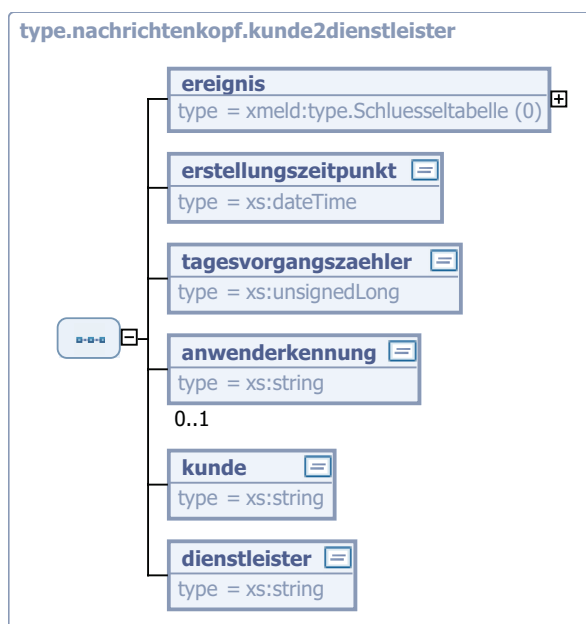 type.nachrichtenkopf.kunde2dienstleister
ereignis
type = xmeld:type.Schluesseltabelle (0)
erstellungszeitpunkt
type = xs:dateTime
tagesvorgangszaehler
type = xs:unsignedLong
anwenderkennung
type = xs:string
0..1
kunde
type = xs:string
dienstleister
type = xs:string